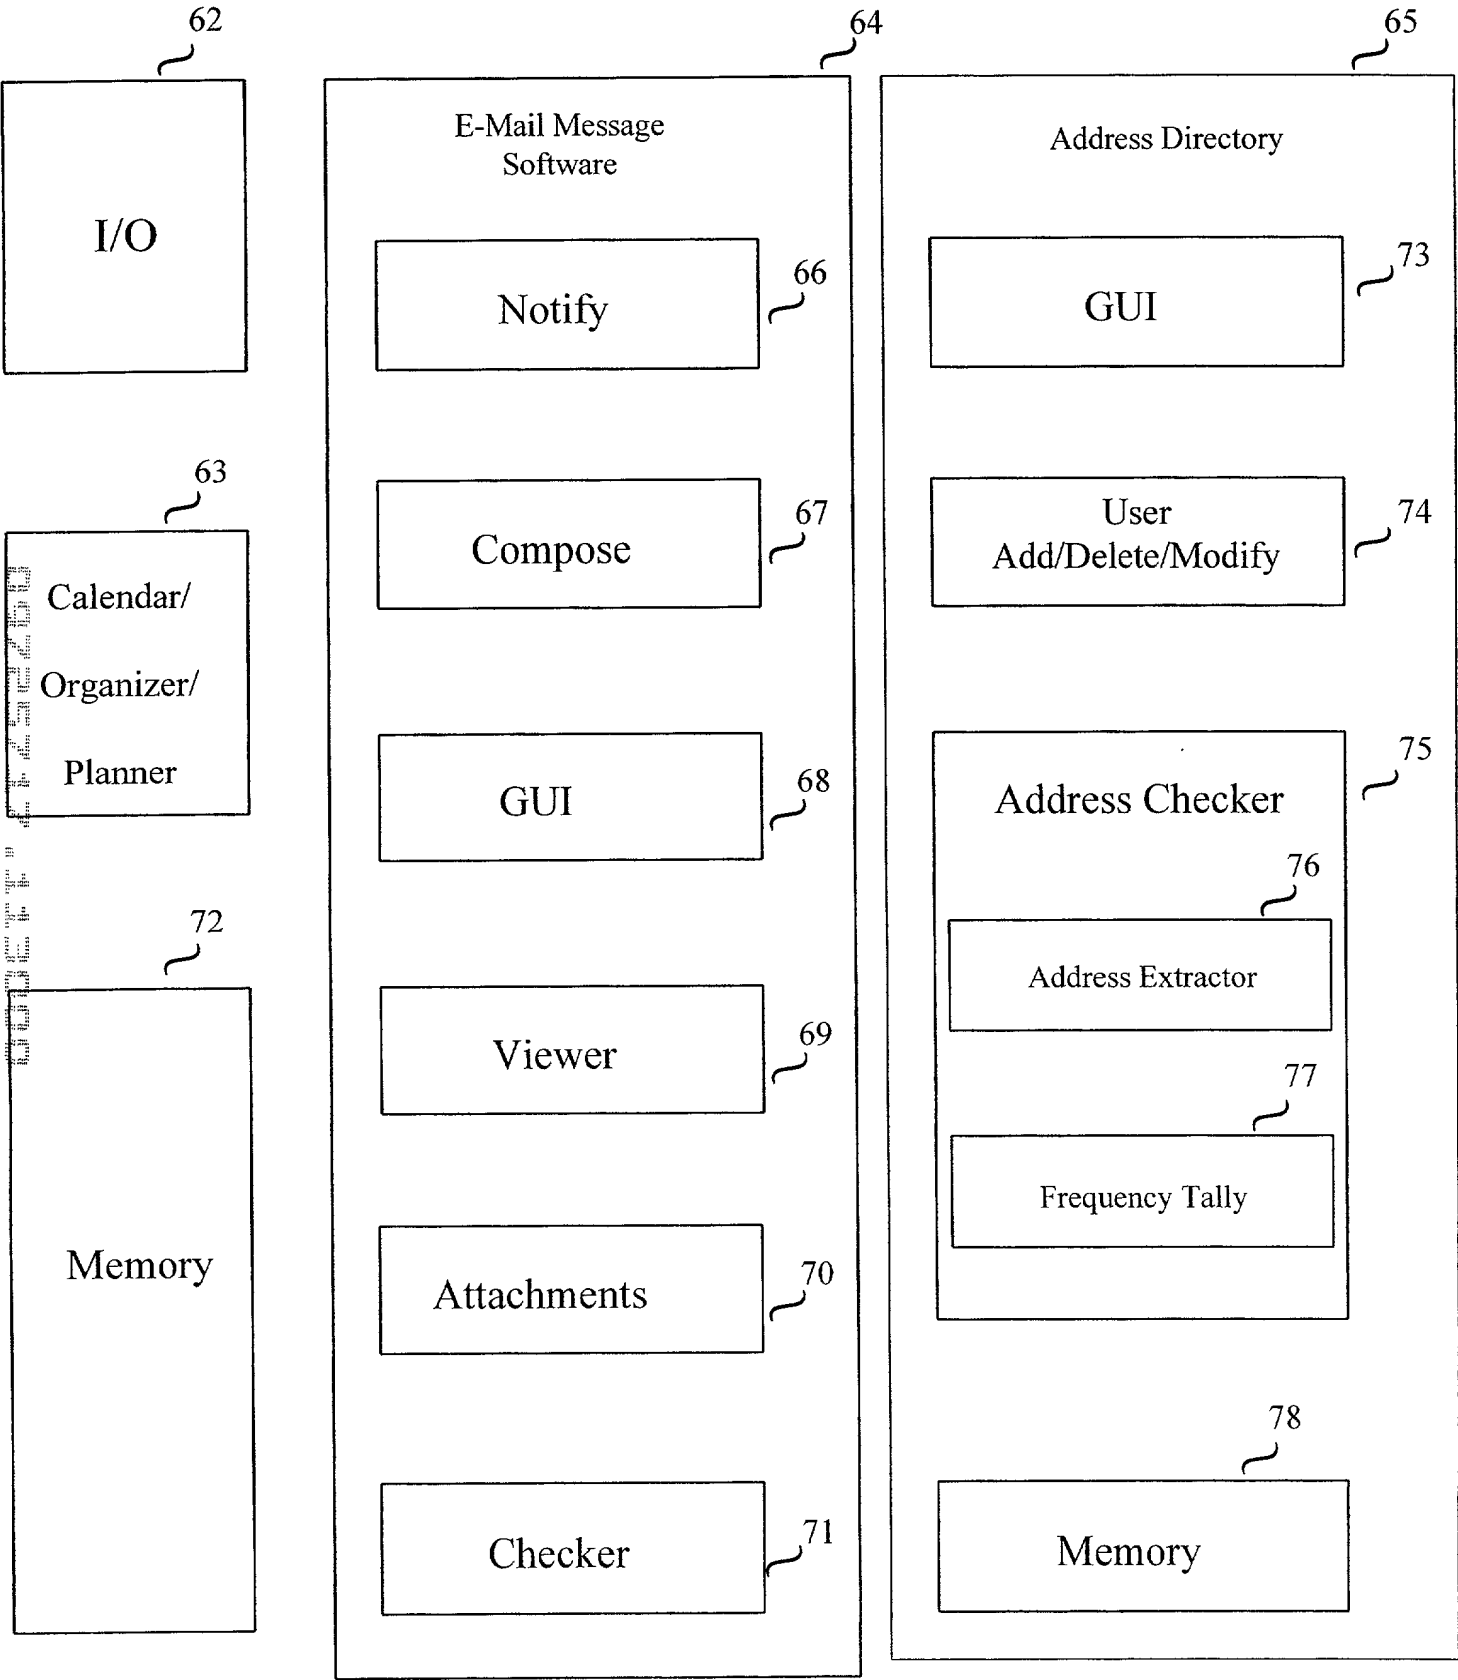 62
I/O
63
Calendar/
Organizer/
Planner
72
Memory
64
E-Mail Message
Software
66
Notify
67
Compose
68
GUI
69
Viewer
70
Attachments
71
Checker
65
Address Directory
73
GUI
74
User
Add/Delete/Modify
75
Address Checker
76
Address Extractor
77
Frequency Tally
78
Memory